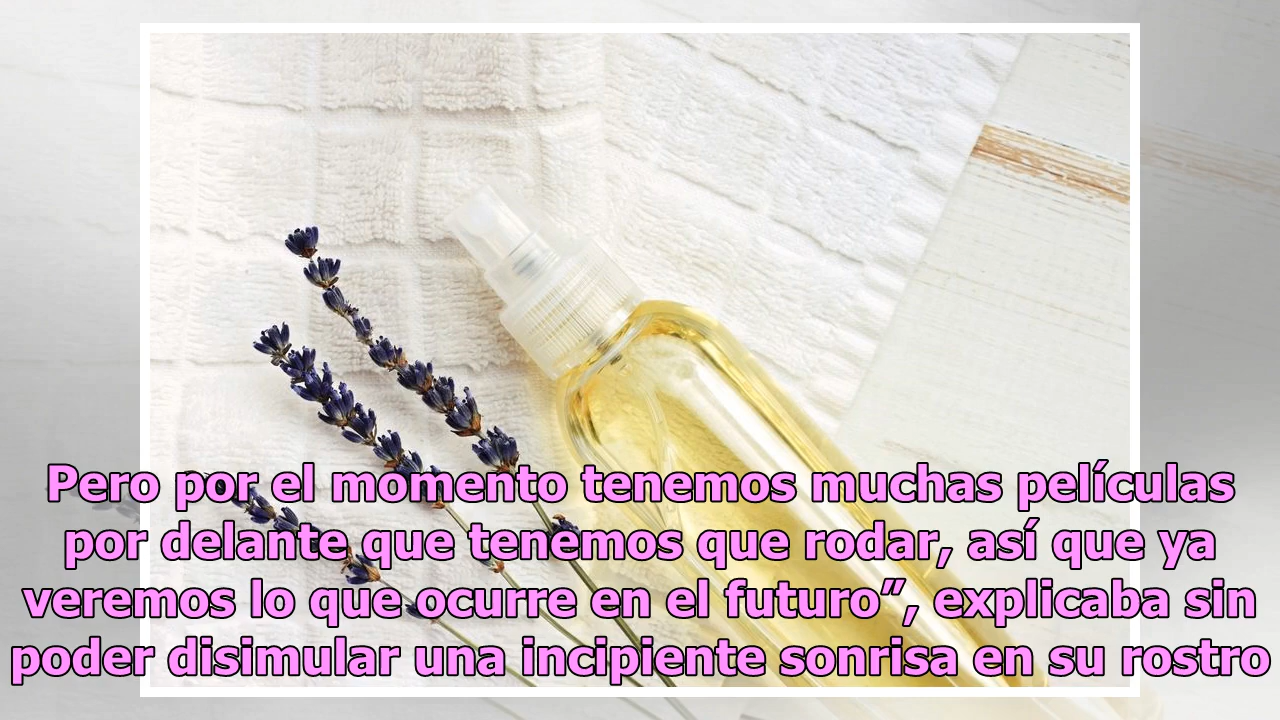 Pero por el momento tenemos muchas películas
por delante que tenemos que rodar, así que ya
veremos lo que ocurre en el futuro”, explicaba sin
poder disimular una incipiente sonrisa en su rostro